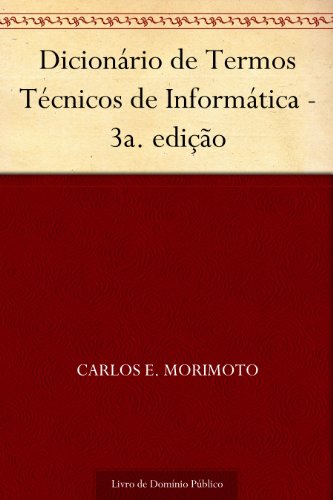 Dicionário de Termos
Técnicos de Informática -
3a. edição
CARLOS E. MORIMOTO
Livro de Domínio Público